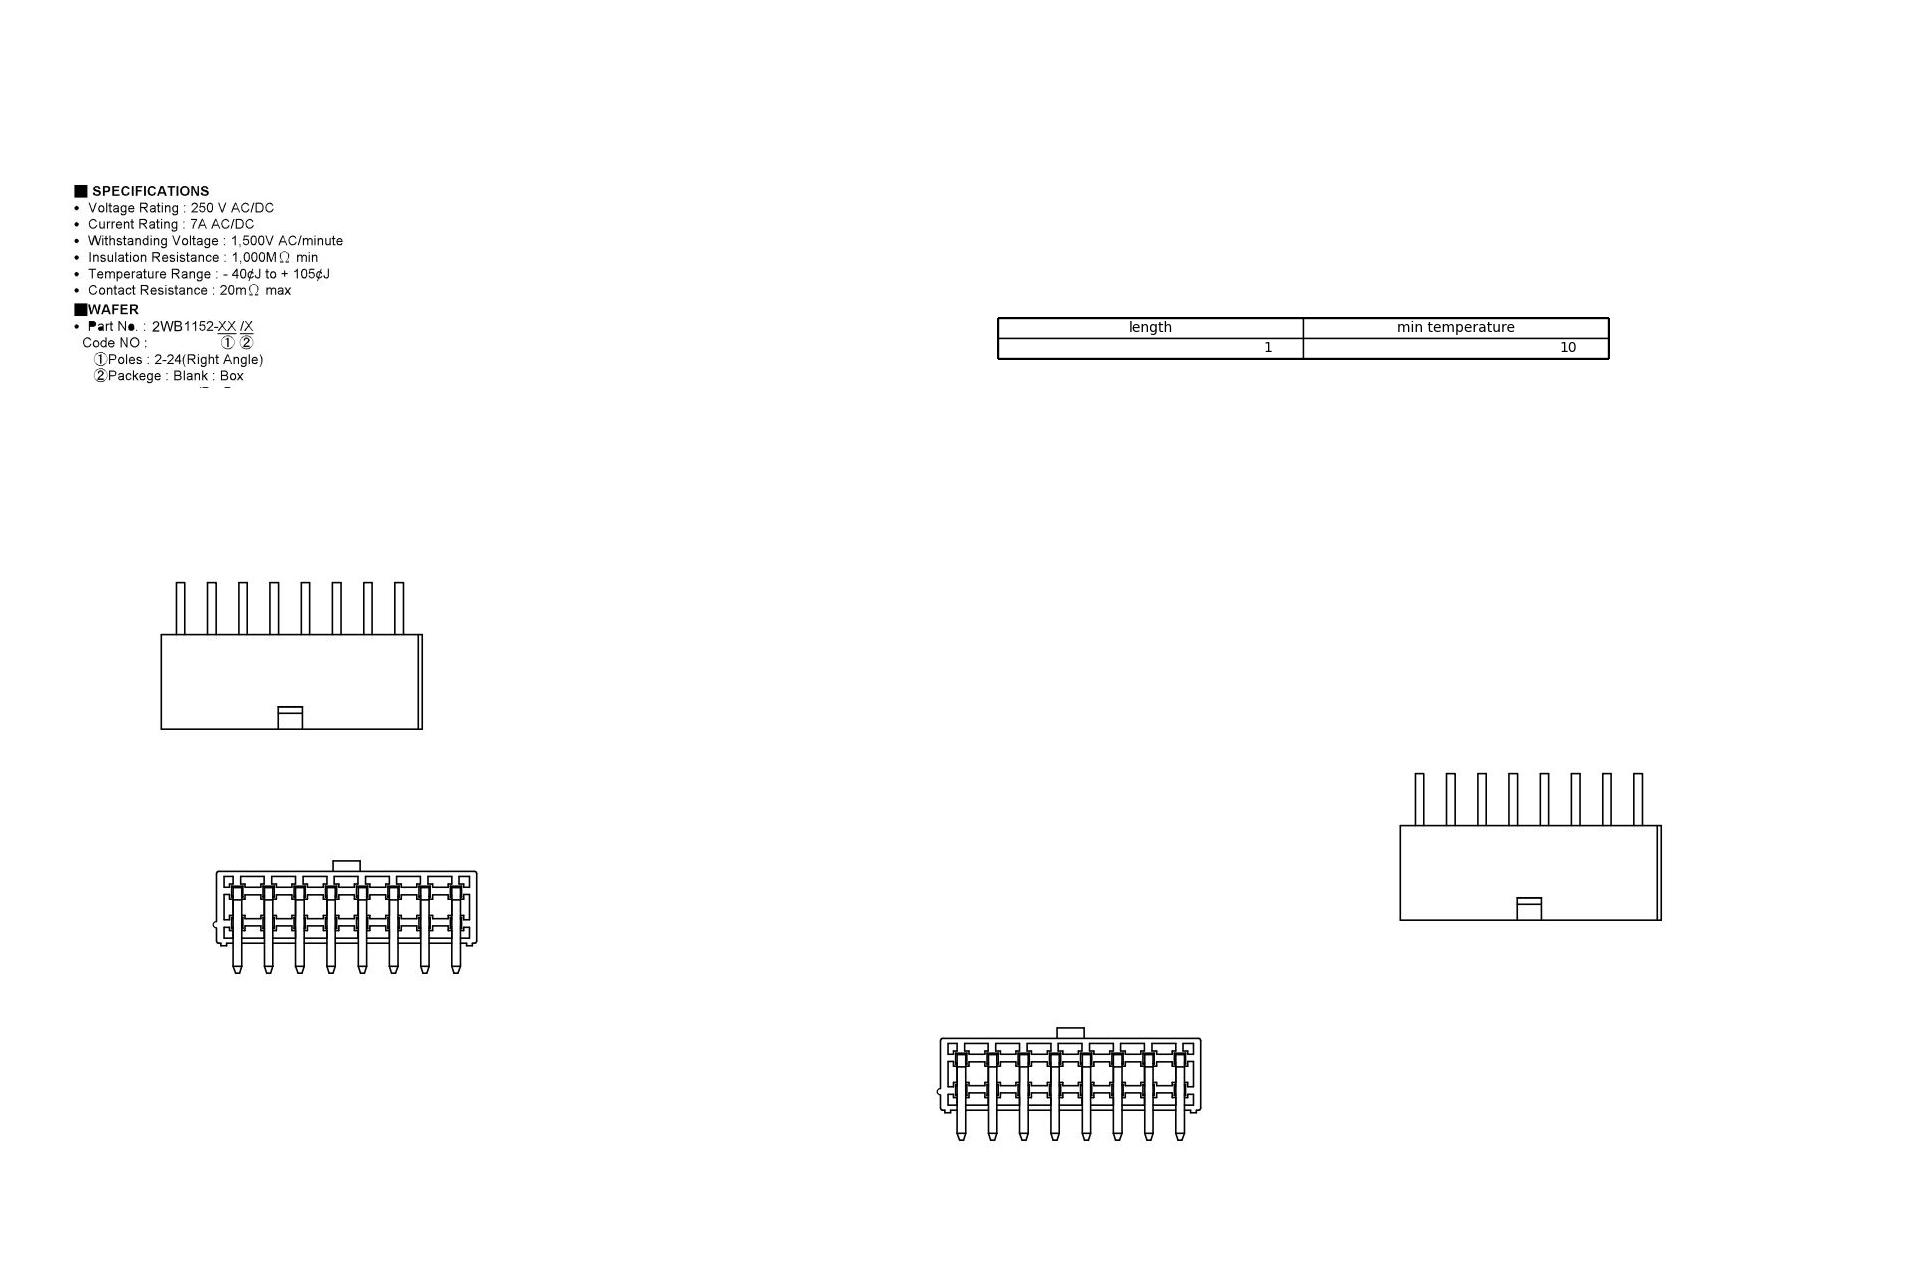 ■ SPECIFICATIONS
• Voltage Rating : 250 V AC/DC
• Current Rating : 7A AC/DC
• Withstanding Voltage : 1,500V AC/minute
• Insulation Resistance : 1,000MΩ min
• Temperature Range : - 40¢J to + 105¢J
• Contact Resistance : 20mΩ max
■WAFER
• Part No. : 2WB1152-XX /X
Code NO : ① ②
①Poles : 2-24(Right Angle)
②Packege : Blank : Box
length min temperature
1 10